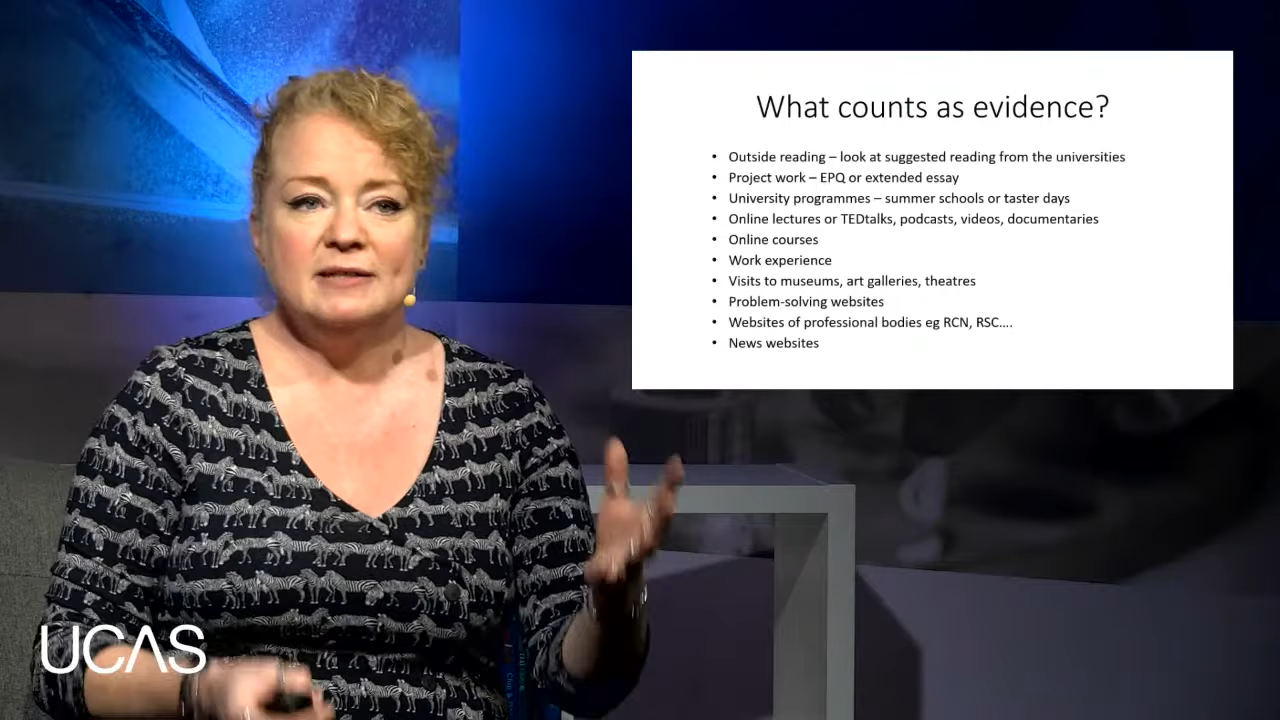 What counts as evidence?
• Outside reading – look at suggested reading from the universities
• Project work – EPQ or extended essay
• University programmes – summer schools or taster days
• Online lectures or TEDtalks, podcasts, videos, documentaries
• Online courses
• Work experience
• Visits to museums, art galleries, theatres
• Problem-solving websites
• Websites of professional bodies eg RCN, RSC....
• News websites
UCAS